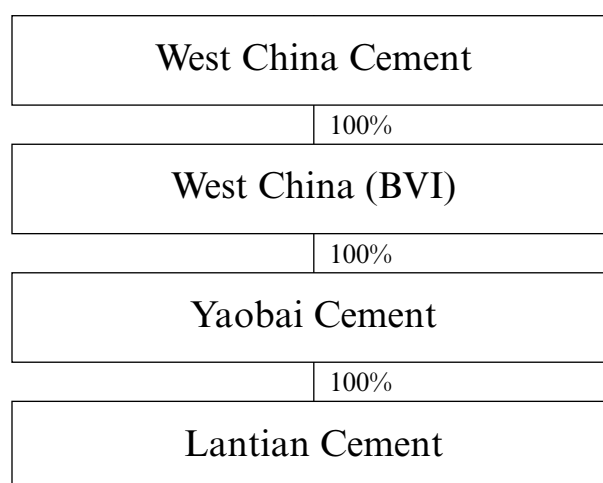 West China Cement
100%
West China (BVI)
100%
Yaobai Cement
100%
Lantian Cement